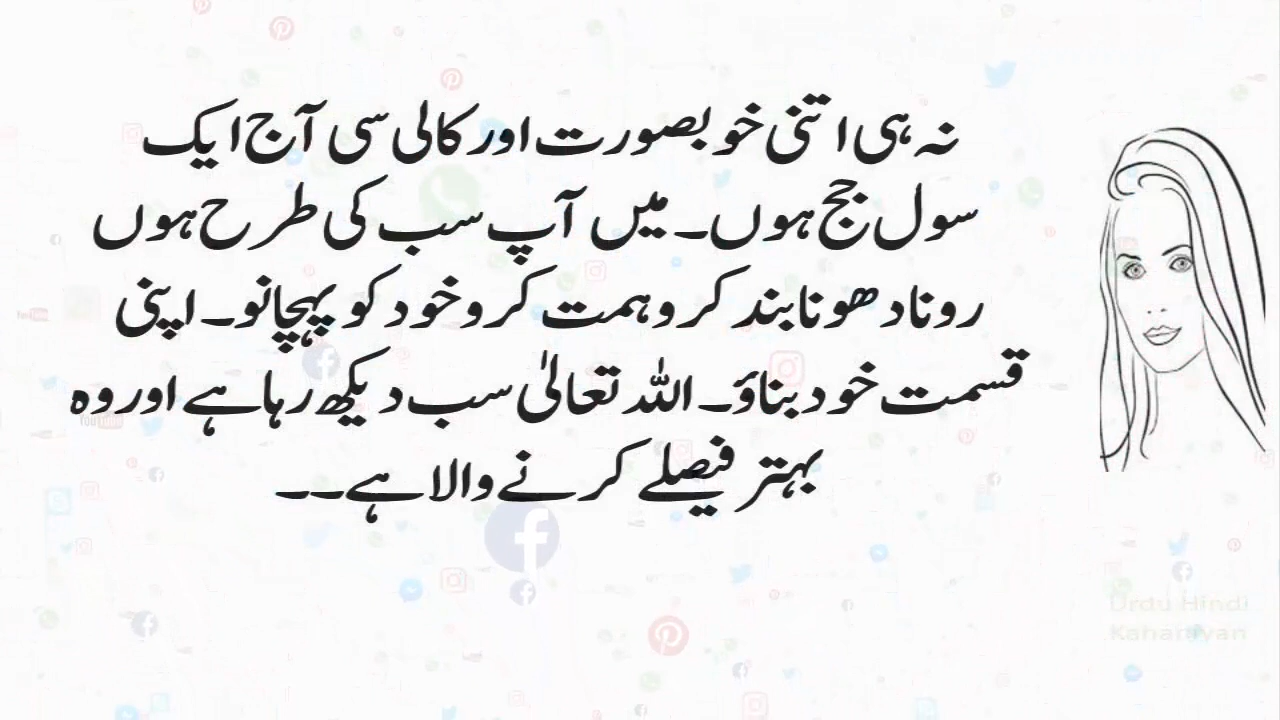 نہ ہی اتنی خوبصورت اور کالی سی آج ایک
سول جج ہوں۔ میں آپ سب کی طرح ہوں
رونا دھونا بند کرو ہمت کرو خود کو پہچانو۔ اپنی
قسمت خود بناؤ۔ اللہ تعالیٰ سب دیکھ رہا ہے اور وہ
بہتر فیصلے کرنے والا ہے۔۔
Urdu Hindi
Kahaniyan